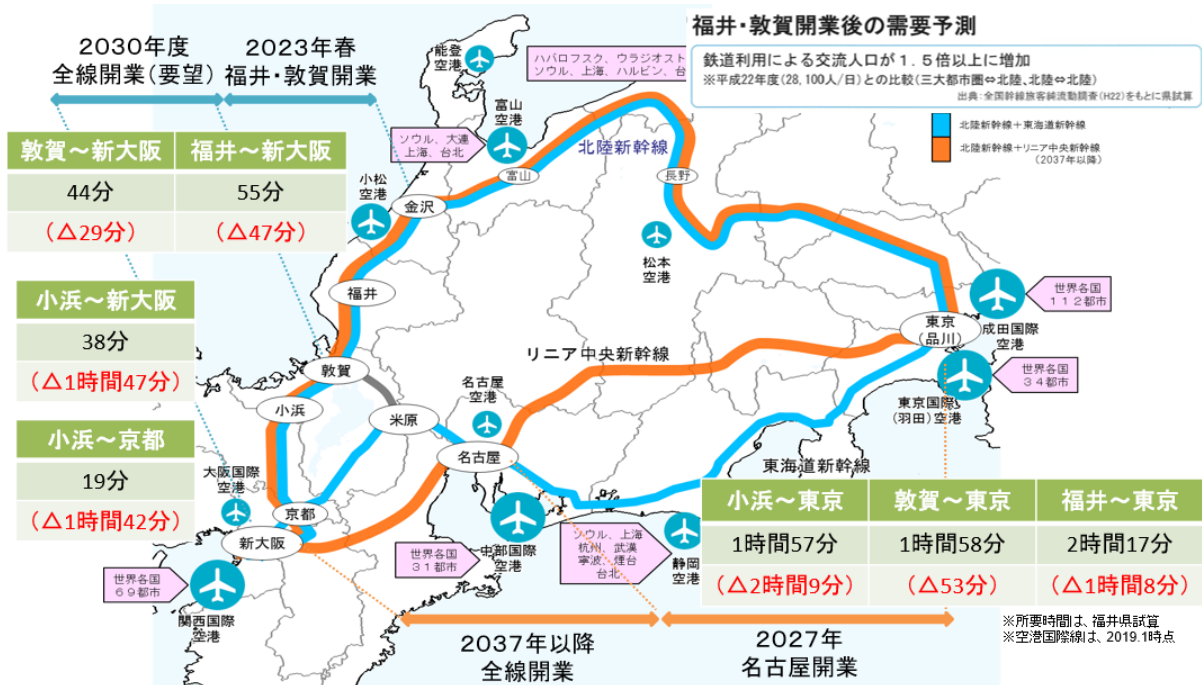 福井・敦賀開業後の需要予測
鉄道利用による交流人口が1.5倍以上に増加
※平成22年度(28,100人/日)との比較(三大都市圏⇔北陸、北陸⇔北陸)
出典:全国幹線旅客純流動調査(H22)をもとに県試算
北陸新幹線+東海道新幹線
北陸新幹線+リニア中央新幹線
(2037年以降)
2030年度
全線開業(要望)
2023年春
福井・敦賀開業
能登
空港
ハバロフスク、ウラジオスト
ソウル、上海、ハルビン、台
富山
空港
ソウル、大連
上海、台北
北陸新幹線
富山
長野
小松
空港
金沢
松本
空港
福井
敦賀
小浜
米原
京都
新大阪
名古屋
名古屋
空港
リニア中央新幹線
東海道新幹線
東京
(品川)
成田国際
空港
世界各国
112都市
東京国際
(羽田)空港
世界各国
34都市
大阪国際
空港
関西国際
空港
世界各国
69都市
中部国際
空港
世界各国
31都市
静岡
空港
ソウル、上海
杭州、武漢
寧波、煙台
台北
敦賀~新大阪 福井~新大阪
44分 55分
(△29分) (△47分)
小浜~新大阪
38分
(△1時間47分)
小浜~京都
19分
(△1時間42分)
小浜~東京 敦賀~東京 福井~東京
1時間57分 1時間58分 2時間17分
(△2時間9分) (△53分) (△1時間8分)
※所要時間は、福井県試算
※空港国際線は、2019.1時点
2037年以降
全線開業
2027年
名古屋開業